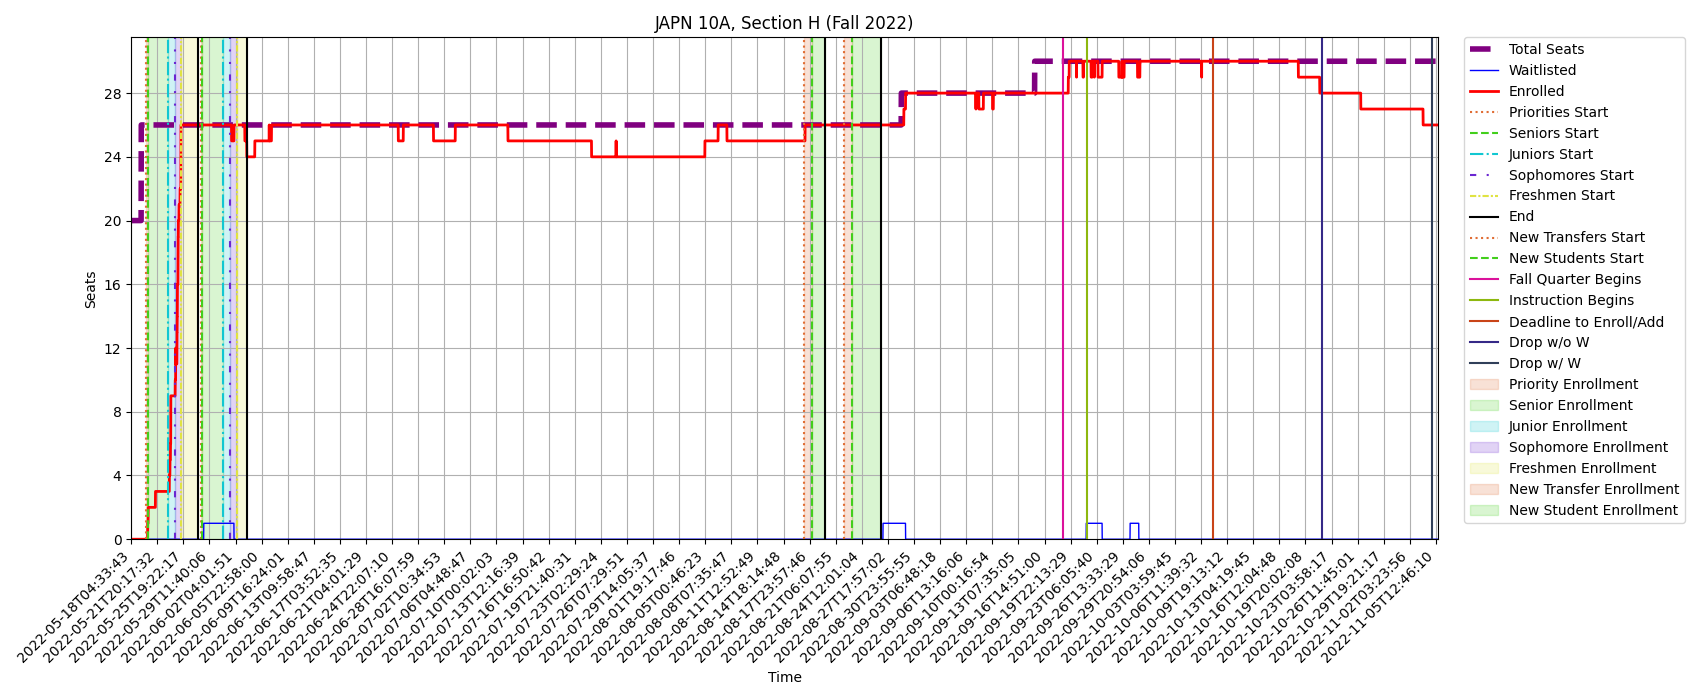 JAPN 10A, Section H (Fall 2022)
Seats
28
24
20
16
12
8
4
0
2022-05-18T04:33:43
2022-05-21T20:17:32
2022-05-25T19:22:17
2022-05-29T11:40:06
2022-06-02T04:01:51
2022-06-05T22:58:00
2022-06-09T16:24:01
2022-06-13T09:58:47
2022-06-17T03:52:35
2022-06-21T04:01:29
2022-06-24T22:07:10
2022-06-28T16:07:59
2022-07-02T10:34:53
2022-07-06T04:48:47
2022-07-10T00:02:03
2022-07-13T12:16:39
2022-07-16T16:50:42
2022-07-19T21:40:31
2022-07-23T02:29:24
2022-07-26T07:29:51
2022-07-29T14:05:37
2022-08-01T19:17:46
2022-08-05T00:46:23
2022-08-08T07:35:47
2022-08-11T12:52:49
2022-08-14T18:14:48
2022-08-17T23:57:46
2022-08-21T06:07:55
2022-08-24T12:01:04
2022-08-27T17:57:02
2022-08-30T23:55:55
2022-09-03T06:48:18
2022-09-06T13:16:06
2022-09-10T00:16:54
2022-09-13T07:35:05
2022-09-16T14:51:00
2022-09-19T22:13:29
2022-09-23T06:05:40
2022-09-26T13:33:29
2022-09-29T20:54:06
2022-10-03T03:59:45
2022-10-06T11:39:32
2022-10-09T19:13:12
2022-10-13T04:19:45
2022-10-16T12:04:48
2022-10-19T20:02:08
2022-10-23T03:58:17
2022-10-26T11:45:01
2022-10-29T19:21:17
2022-11-02T03:23:56
2022-11-05T12:46:10
Time
Total Seats
Waitlisted
Enrolled
Priorities Start
Seniors Start
Juniors Start
Sophomores Start
Freshmen Start
End
New Transfers Start
New Students Start
Fall Quarter Begins
Instruction Begins
Deadline to Enroll/Add
Drop w/o W
Drop w/ W
Priority Enrollment
Senior Enrollment
Junior Enrollment
Sophomore Enrollment
Freshmen Enrollment
New Transfer Enrollment
New Student Enrollment